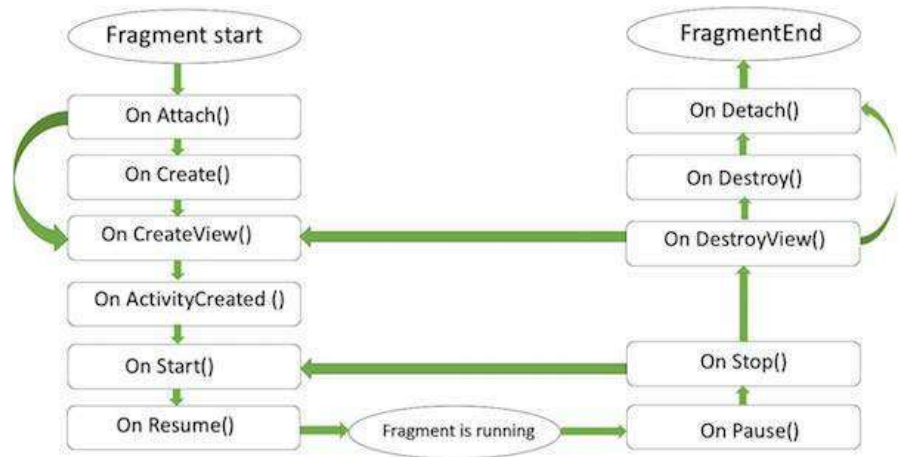 Fragment start
On Attach()
On Create()
On CreateView()
On ActivityCreated ()
On Start()
On Resume()
Fragment is running
On Pause()
On Stop()
On DestroyView()
On Destroy()
On Detach()
FragmentEnd